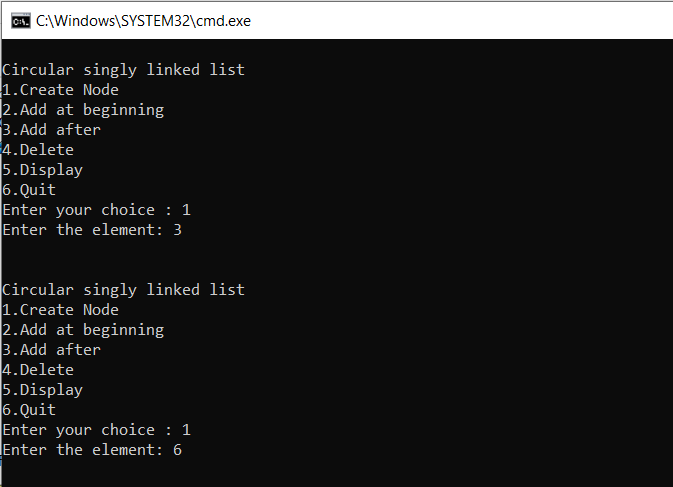 C:\Windows\SYSTEM32\cmd.exe
Circular singly linked list
1.Create Node
2.Add at beginning
3.Add after
4.Delete
5.Display
6.Quit
Enter your choice : 1
Enter the element: 3
Circular singly linked list
1.Create Node
2.Add at beginning
3.Add after
4.Delete
5.Display
6.Quit
Enter your choice : 1
Enter the element: 6